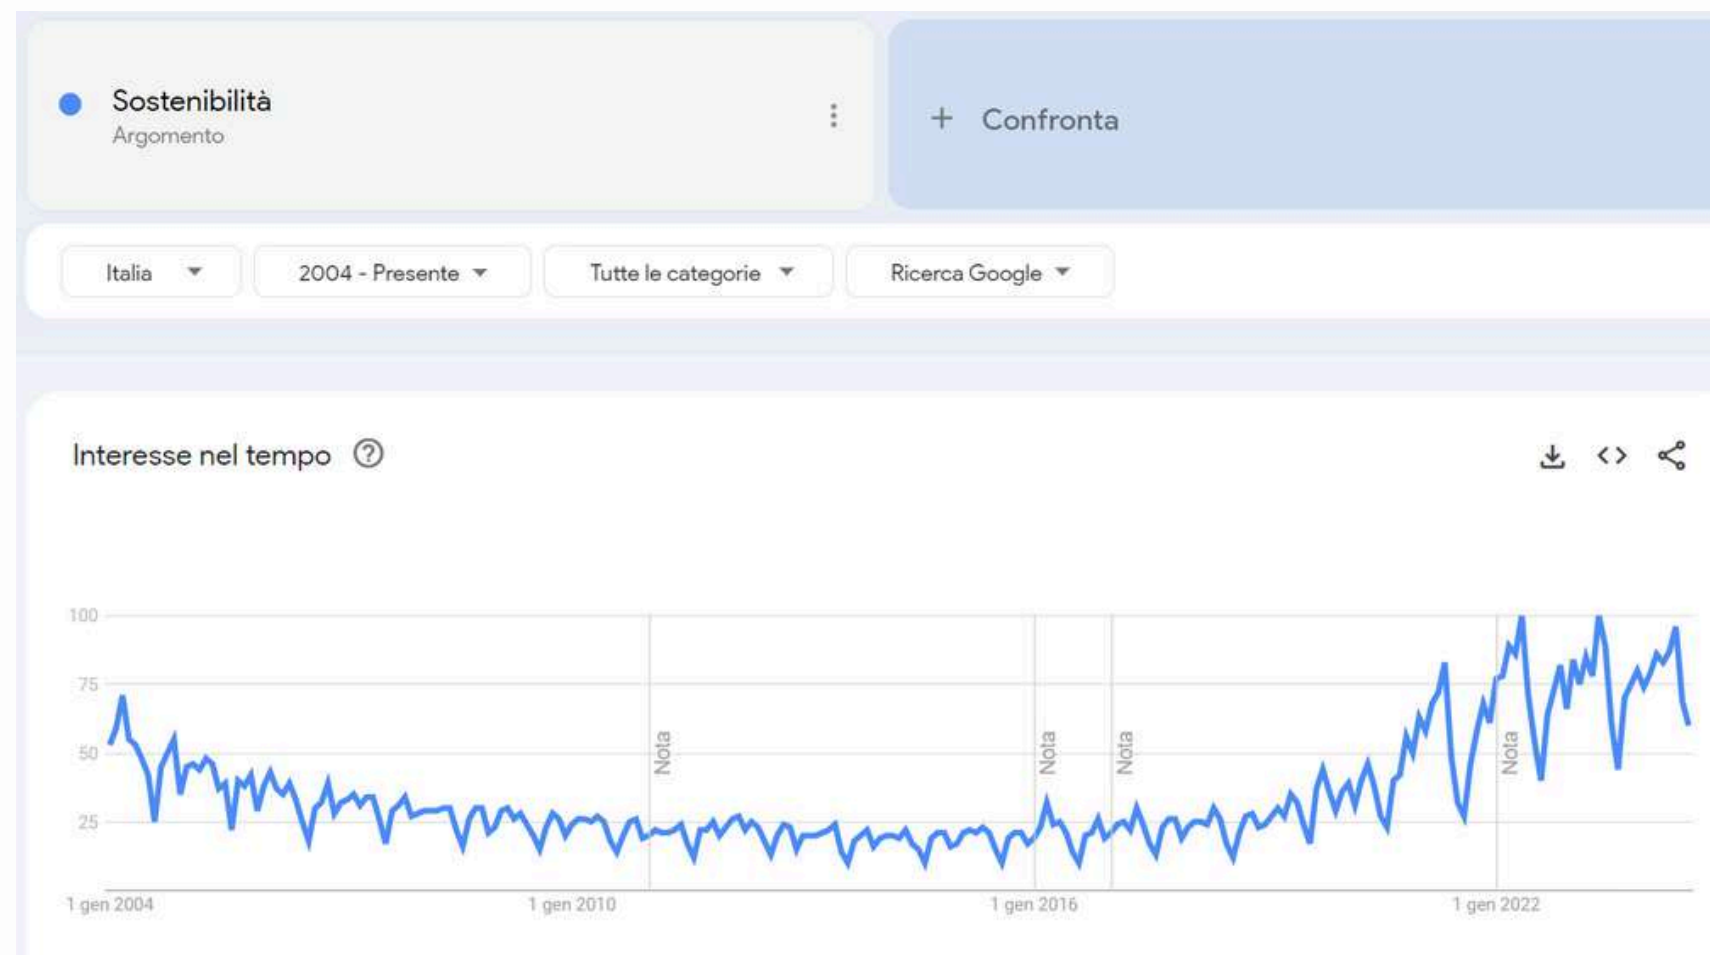 Sostenibilità
Argomento
+ Confronta
Italia
2004 - Presente
Tutte le categorie
Ricerca Google
Interesse nel tempo
100
75
50
25
Nota
Nota
Nota
Nota
1 gen 2004
1 gen 2010
1 gen 2016
1 gen 2022